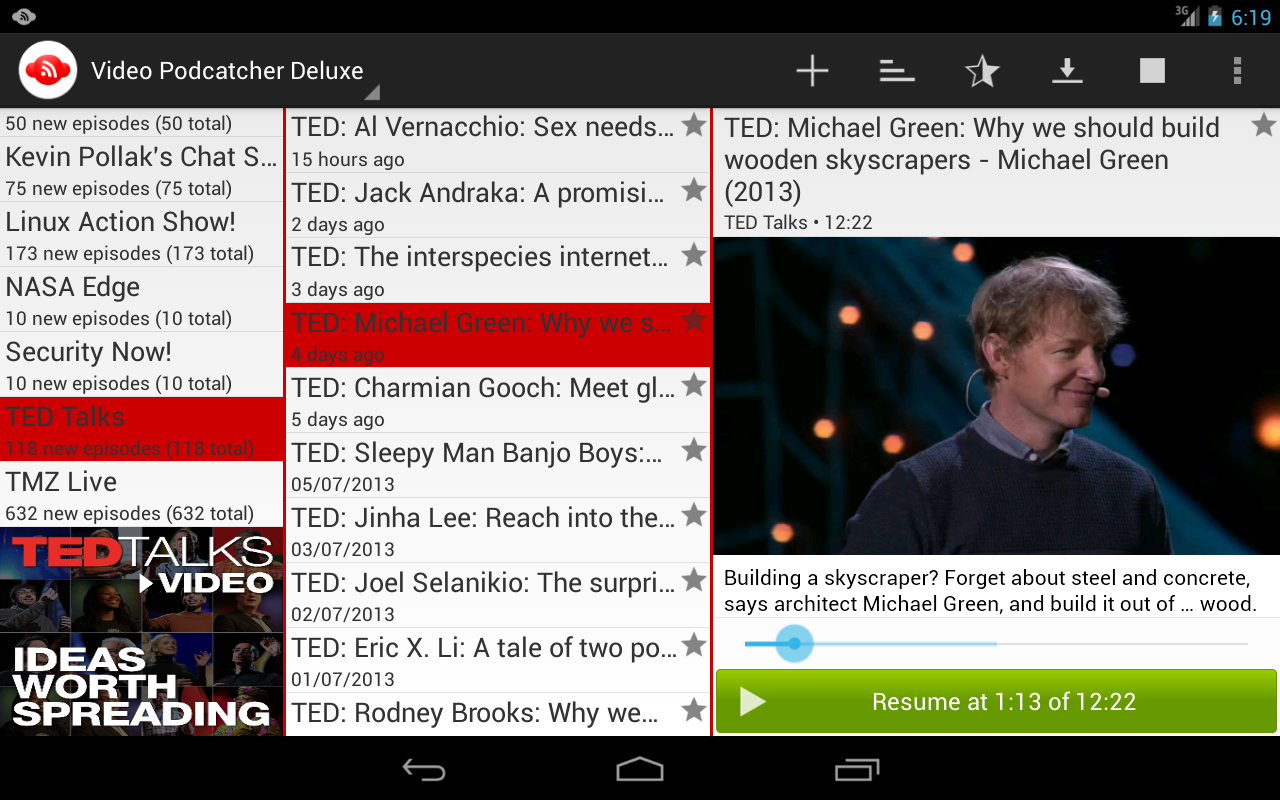 3G 6:19
Video Podcatcher Deluxe
50 new episodes (50 total)
Kevin Pollak's Chat S...
75 new episodes (75 total)
Linux Action Show!
173 new episodes (173 total)
NASA Edge
10 new episodes (10 total)
Security Now!
10 new episodes (10 total)
TED Talks
118 new episodes (118 total)
TMZ Live
632 new episodes (632 total)
TEDTALKS
VIDEO
IDEAS
WORTH
SPREADING
TED: Al Vernacchio: Sex needs...
15 hours ago
TED: Jack Andraka: A promisi...
2 days ago
TED: The interspecies internet...
3 days ago
TED: Michael Green: Why we s...
4 days ago
TED: Charmian Gooch: Meet gl...
5 days ago
TED: Sleepy Man Banjo Boys:...
05/07/2013
TED: Jinha Lee: Reach into the...
03/07/2013
TED: Joel Selanikio: The surpri...
02/07/2013
TED: Eric X. Li: A tale of two po...
01/07/2013
TED: Rodney Brooks: Why we...
TED: Michael Green: Why we should build
wooden skyscrapers - Michael Green
(2013)
TED Talks • 12:22
Building a skyscraper? Forget about steel and concrete,
says architect Michael Green, and build it out of ... wood.
Resume at 1:13 of 12:22